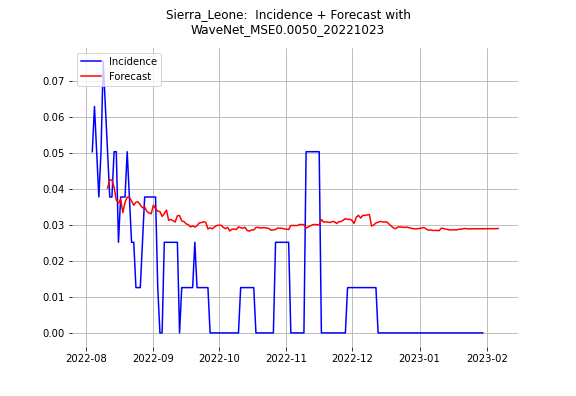 Sierra_Leone:  Incidence + Forecast with
WaveNet_MSE0.0050_20221023
Incidence
Forecast
0.07
0.06
0.05
0.04
0.03
0.02
0.01
0.00
2022-08 2022-09 2022-10 2022-11 2022-12 2023-01 2023-02